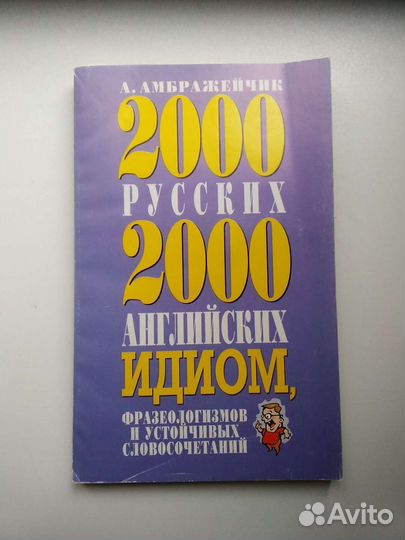 А. АМБРАЖЕЙЧИК
2000
РУССКИХ
2000
АНГЛИЙСКИХ
ИДИОМ,
ФРАЗЕОЛОГИЗМОВ
И УСТОЙЧИВЫХ
СЛОВОСОЧЕТАНИЙ
Avito